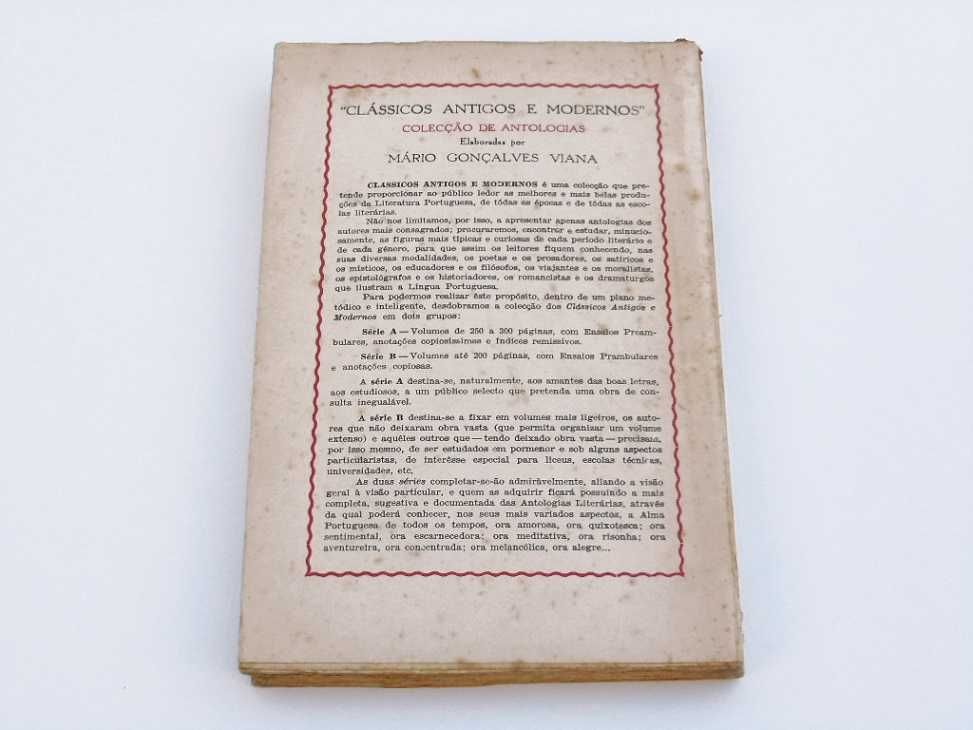 "CLÁSSICOS ANTIGOS E MODERNOS"
COLECÇÃO DE ANTOLOGIAS
Elaboradas por
MÁRIO GONÇALVES VIANA
CLÁSSICOS ANTIGOS E MODERNOS é uma colecção que pre-
tende proporcionar ao público ledor as melhores e mais belas produ-
ções da Literatura Portuguesa, de tôdas as épocas e de tôdas as esco-
las literárias.
Não nos limitamos, por isso, a apresentar apenas antologias dos
autores mais consagrados; procuraremos, encontrar e estudar, minucio-
samente, as figuras mais típicas e curiosas de cada período literário e
de cada género, para que assim os leitores fiquem conhecendo, nas
suas diversas modalidades, os poetas e os prosadores, os satíricos e
os místicos, os educadores e os filósofos, os viajantes e os moralistas,
os epistológrafos e os historiadores, os romancistas e os dramaturgos
que ilustram a Língua Portuguesa.
Para podermos realizar êste propósito, dentro de um plano me-
tódico e inteligente, desdobramos a colecção dos Clássicos Antigos e
Modernos em dois grupos:
Série A — Volumes de 250 a 300 páginas, com Ensaios Pream-
bulares, anotações copiosíssimas e índices remissivos.
Série B — Volumes até 200 páginas, com Ensaios Prambulares
e anotações copiosas.
A série A destina-se, naturalmente, aos amantes das boas letras,
aos estudiosos, a um público selecto que pretenda uma obra de con-
sulta inegualável.
A série B destina-se a fixar em volumes mais ligeiros, os auto-
res que não deixaram obra vasta (que permita organizar um volume
extenso) e aquêles outros que — tendo deixado obra vasta — precisam,
por isso mesmo, de ser estudados em pormenor e sob alguns aspectos
particularistas, de interêsse especial para liceus, escolas técnicas,
universidades, etc.
As duas séries completar-se-ão admiràvelmente, aliando a visão
geral à visão particular, e quem as adquirir ficará possuindo a mais
completa, sugestiva e documentada das Antologias Literárias, através
da qual poderá conhecer, nos seus mais variados aspectos, a Alma
Portuguesa de todos os tempos, ora amorosa, ora quixotesca; ora
sentimental, ora escarnecedora; ora meditativa, ora risonha; ora
aventureira, ora concentrada; ora melancólica, ora alegre...